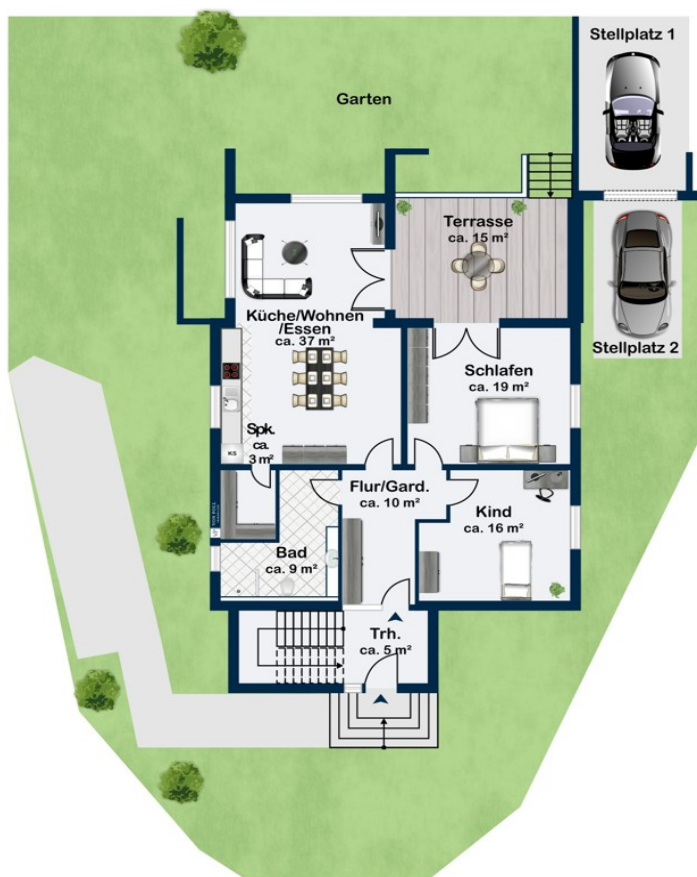 Stellplatz 1
Garten
Terrasse
ca. 15 m²
Küche/Wohnen
/Essen
ca. 37 m²
Stellplatz 2
Schlafen
ca. 19 m²
Spk.
ca.
3 m²
KS
Flur/Gard.
ca. 10 m²
Kind
ca. 16 m²
Bad
ca. 9 m²
Trh.
ca. 5 m²